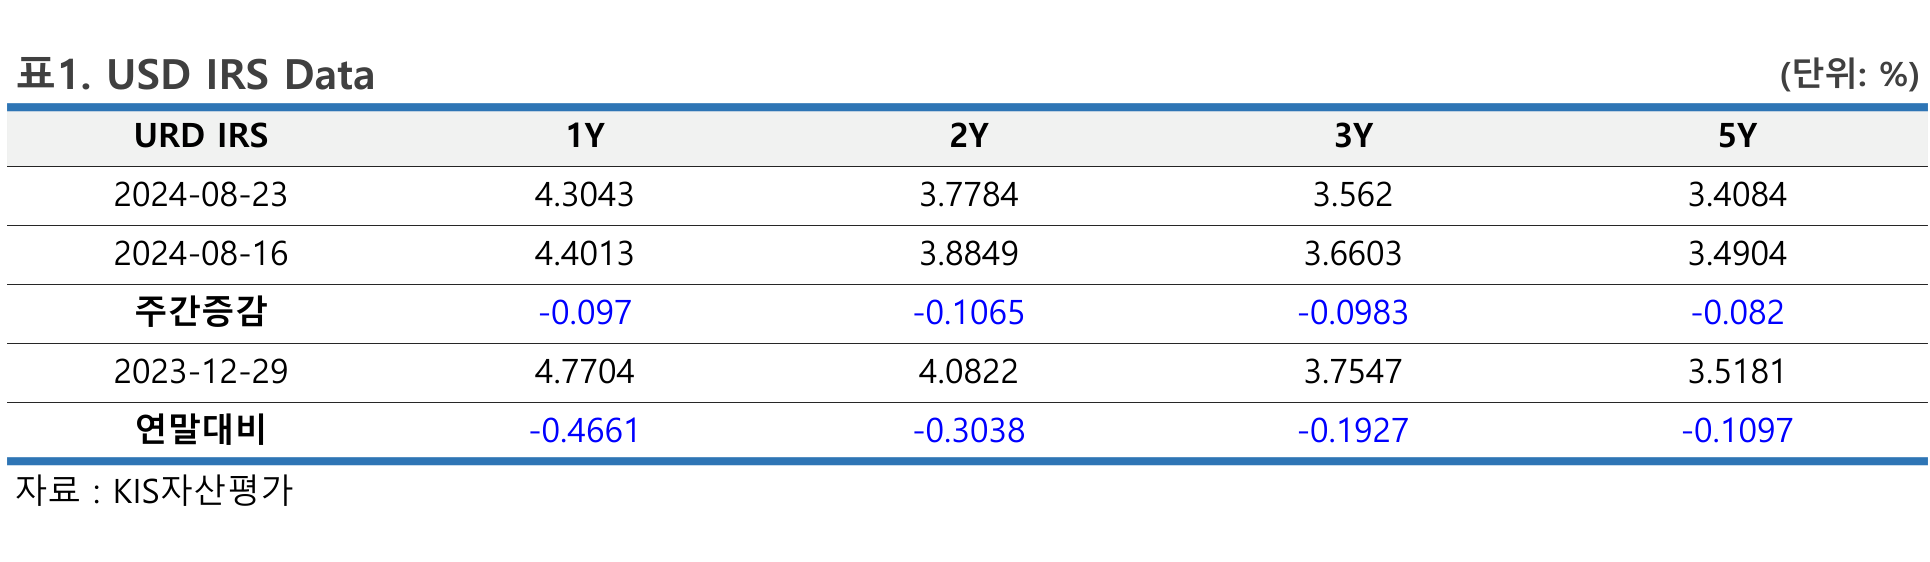 표1. USD IRS Data (단위: %)
URD IRS 1Y 2Y 3Y 5Y
2024-08-23 4.3043 3.7784 3.562 3.4084
2024-08-16 4.4013 3.8849 3.6603 3.4904
주간증감 -0.097 -0.1065 -0.0983 -0.082
2023-12-29 4.7704 4.0822 3.7547 3.5181
연말대비 -0.4661 -0.3038 -0.1927 -0.1097
자료 : KIS자산평가